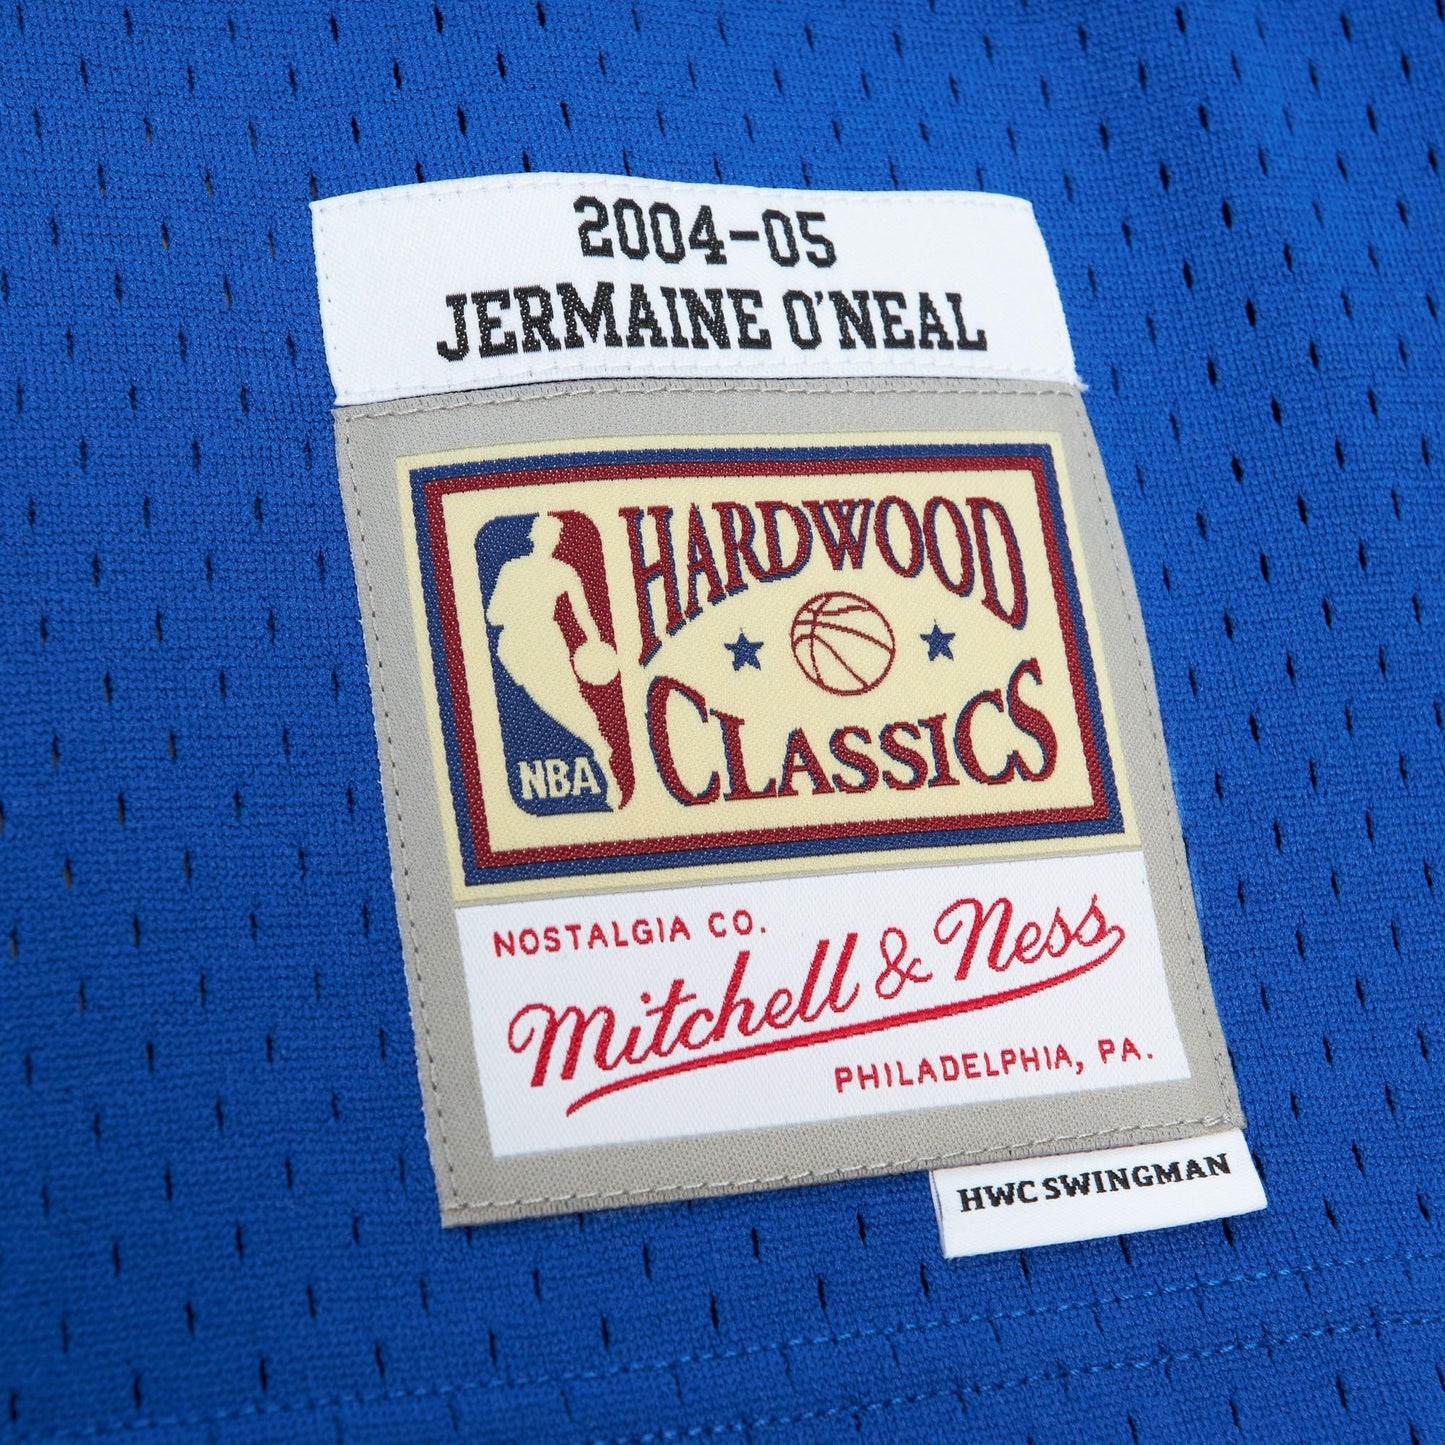 2004-05
JERMAINE O'NEAL
HARDWOOD
CLASSICS
NBA
NOSTALGIA CO.
Mitchell & Ness
PHILADELPHIA, PA.
HWC SWINGMAN